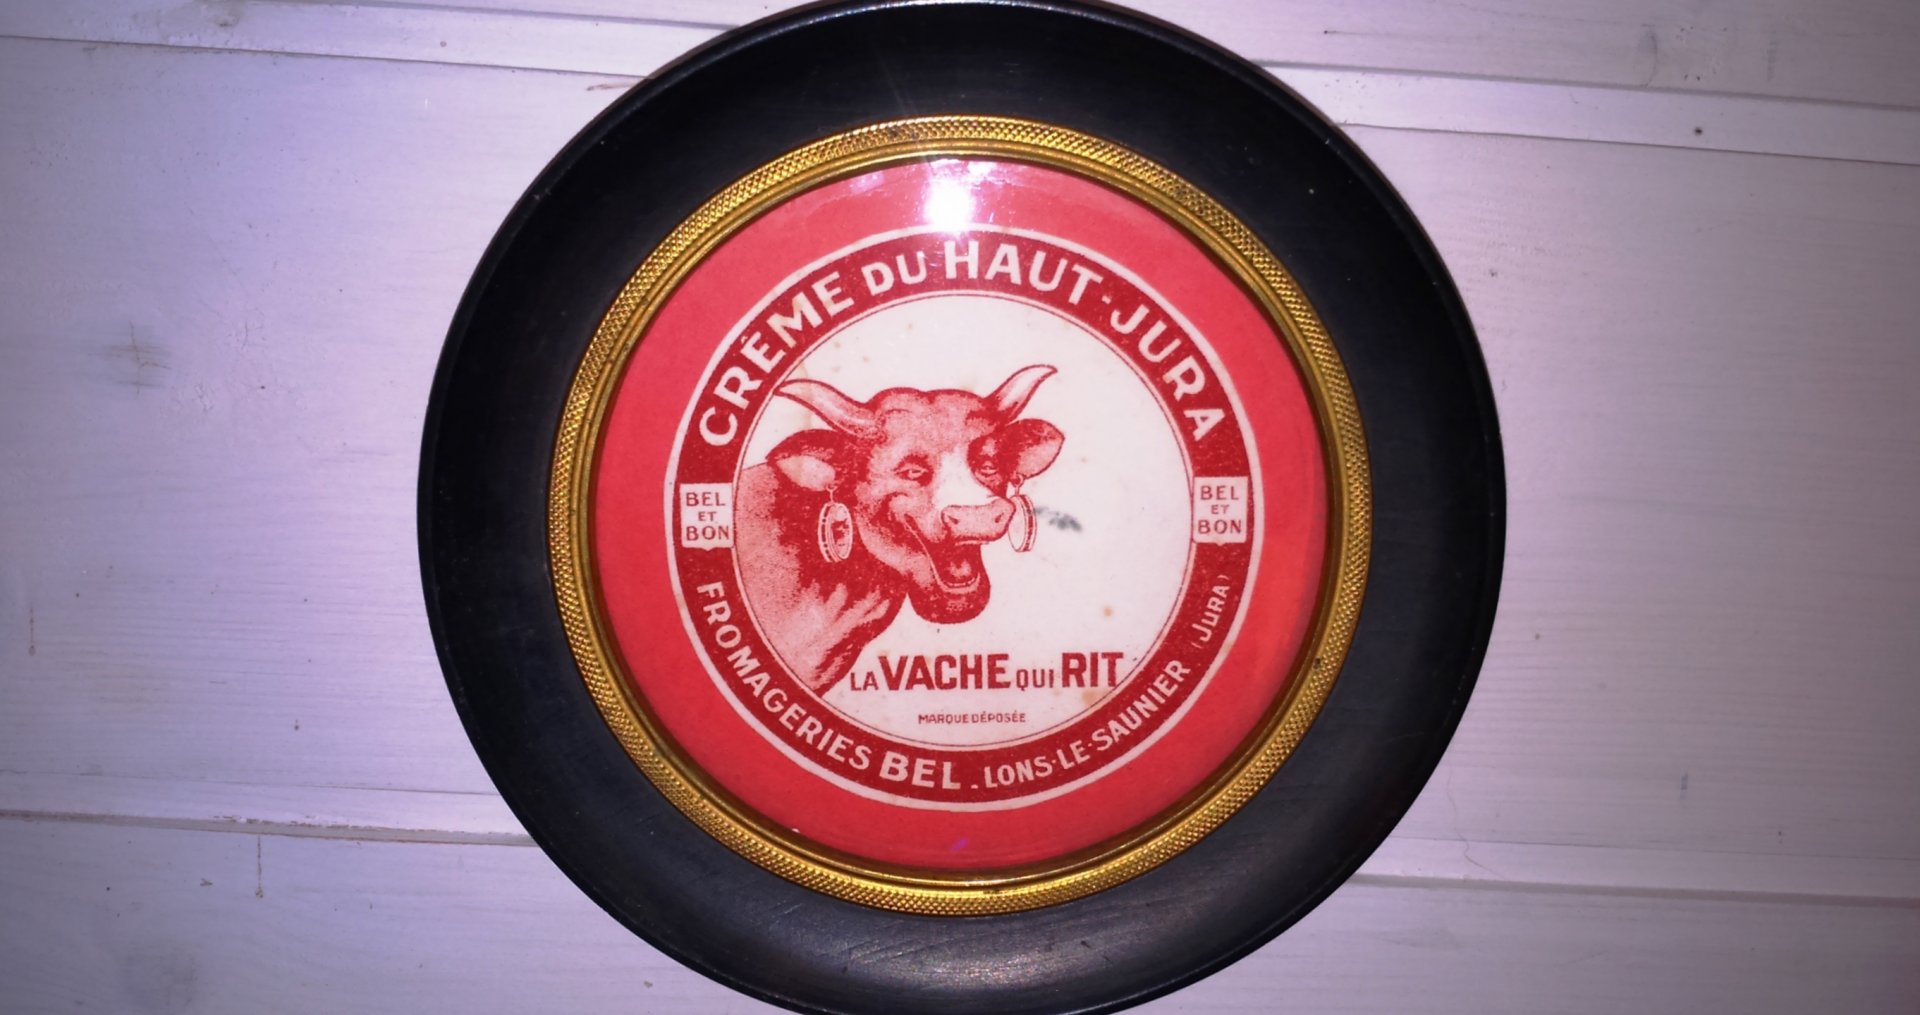 CRÊME DU HAUT-JURA
BEL
ET
BON
BEL
ET
BON
LA VACHE QUI RIT
MARQUE DÉPOSÉE
FROMAGERIES BEL. LONS-LE-SAUNIER (JURA)